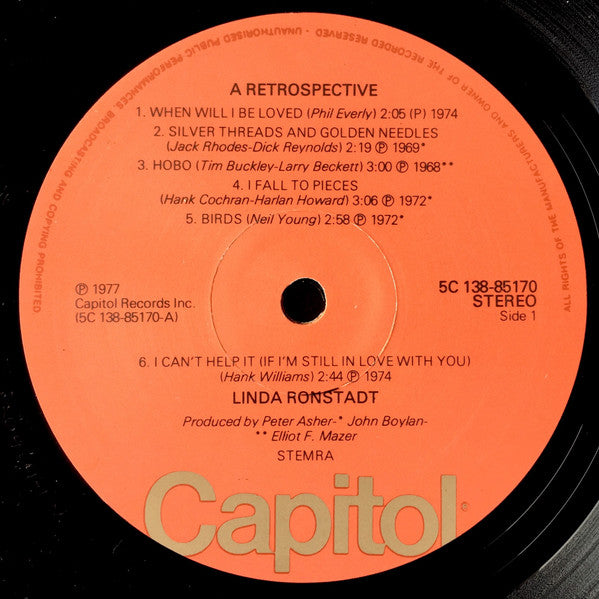 ALL RIGHTS OF THE MANUFACTURERS AND OWNER OF THE RECORDED RESERVED - UNAUTHORISED PUBLIC PERFORMANCES, BROADCASTING AND COPYING PROHIBITED
A RETROSPECTIVE
1. WHEN WILL I BE LOVED (Phil Everly) 2:05 (P) 1974
2. SILVER THREADS AND GOLDEN NEEDLES
(Jack Rhodes-Dick Reynolds) 2:19 ℗ 1969*
3. HOBO (Tim Buckley-Larry Beckett) 3:00 ℗ 1968**
4. I FALL TO PIECES
(Hank Cochran-Harlan Howard) 3:06 ℗ 1972*
5. BIRDS (Neil Young) 2:58 ℗ 1972*
℗ 1977
Capitol Records Inc.
(5C 138-85170-A)
5C 138-85170
STEREO
Side 1
6. I CAN'T HELP IT (IF I'M STILL IN LOVE WITH YOU)
(Hank Williams) 2:44 ℗ 1974
LINDA RONSTADT
Produced by Peter Asher-* John Boylan-
** Elliot F. Mazer
STEMRA
Capitol®